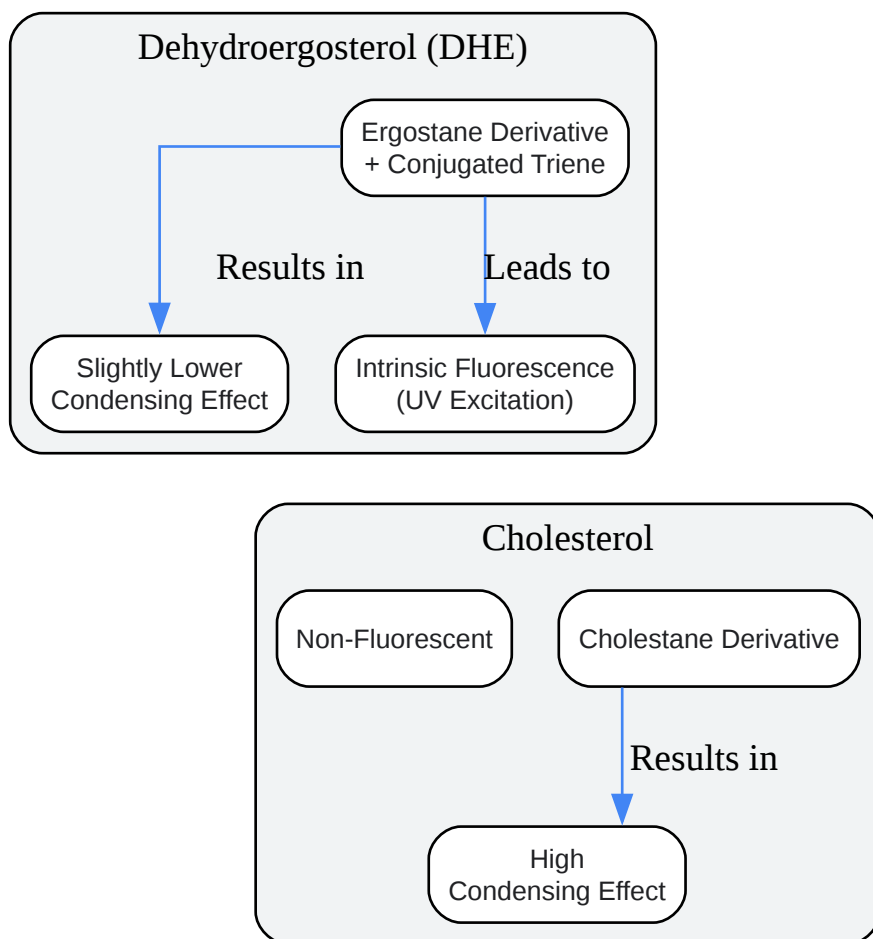 Dehydroergosterol (DHE)
Ergostane Derivative
+ Conjugated Triene
Results in
Leads to
Slightly Lower
Condensing Effect
Intrinsic Fluorescence
(UV Excitation)
Cholesterol
Non-Fluorescent
Cholestane Derivative
Results in
High
Condensing Effect